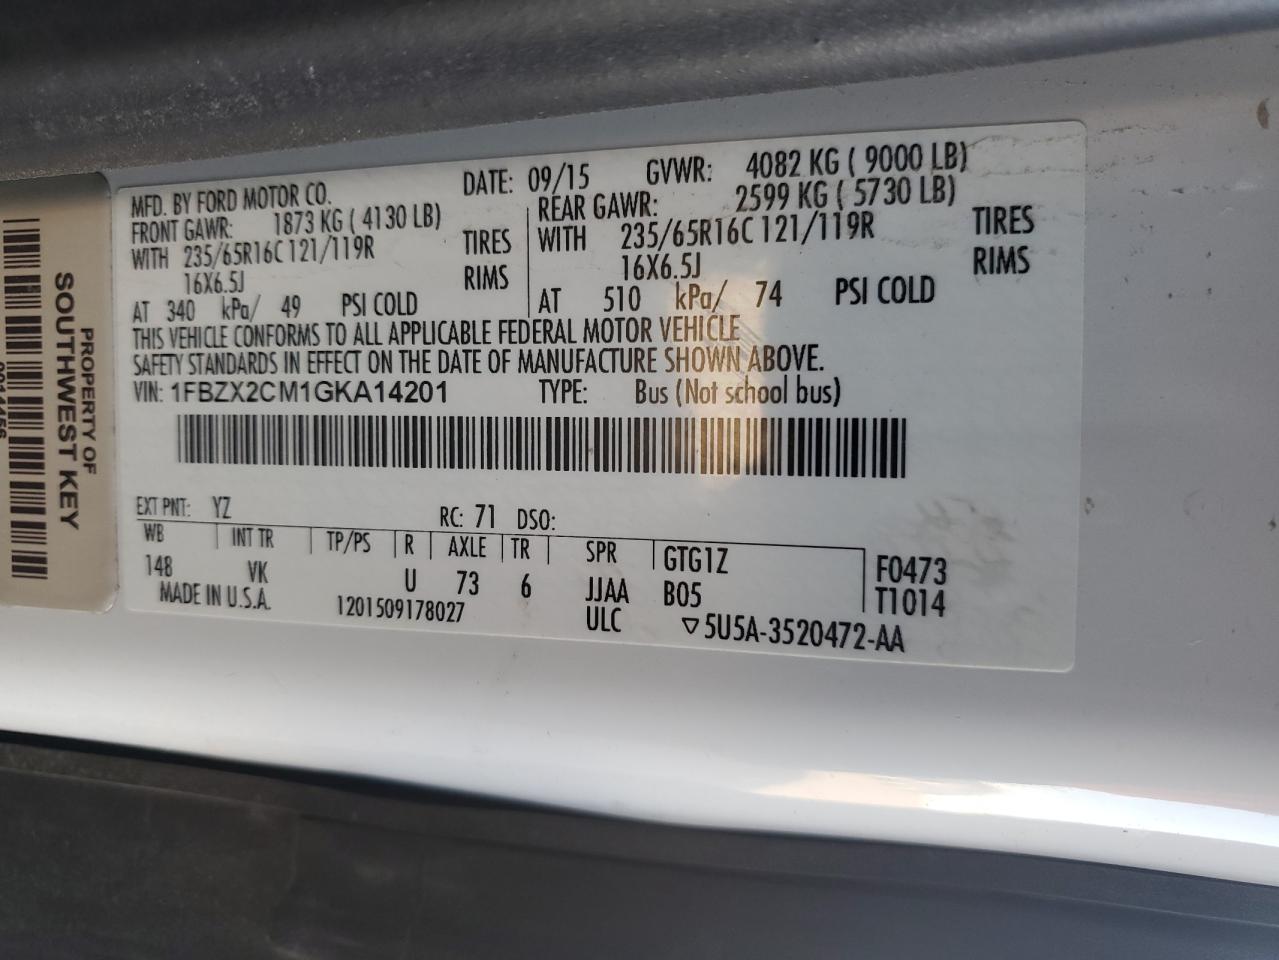 MFD. BY FORD MOTOR CO. DATE: 09/15 GVWR: 4082 KG ( 9000 LB)
FRONT GAWR: 1873 KG ( 4130 LB) REAR GAWR: 2599 KG ( 5730 LB)
WITH 235/65R16C 121/119R TIRES WITH 235/65R16C 121/119R TIRES
16X6.5J RIMS 16X6.5J RIMS
AT 340 kPa/ 49 PSI COLD AT 510 kPa/ 74 PSI COLD
THIS VEHICLE CONFORMS TO ALL APPLICABLE FEDERAL MOTOR VEHICLE
SAFETY STANDARDS IN EFFECT ON THE DATE OF MANUFACTURE SHOWN ABOVE.
VIN: 1FBZX2CM1GKA14201 TYPE: Bus (Not school bus)
EXT PNT: YZ RC: 71 DSO:
WB INT TR TP/PS R AXLE TR SPR GTG1Z F0473
148 VK U 73 6 JJAA B05 T1014
MADE IN U.S.A. 1201509178027 ULC ▽5U5A-3520472-AA
PROPERTY OF
SOUTHWEST KEY